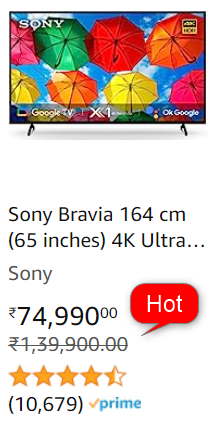 SONY
4K HDR
Google TV X1 Ok Google
Sony Bravia 164 cm
(65 inches) 4K Ultra...
Sony
₹74,99000
Hot
₹1,39,900.00
(10,679) prime